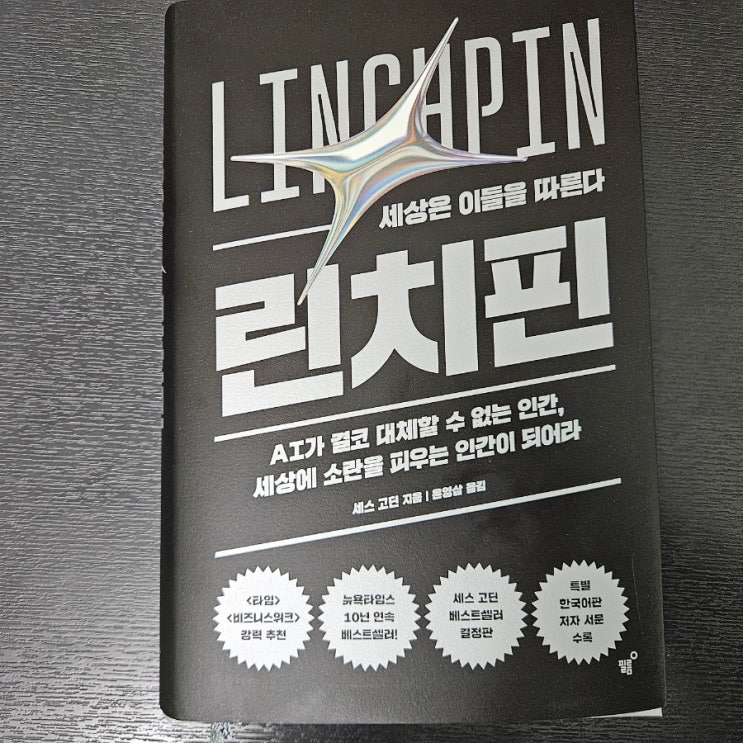 LINCHPIN
세상은 이들을 따른다
린치핀
AI가 결코 대체할 수 없는 인간,
세상에 소란을 피우는 인간이 되어라
세스 고딘 지음 | 윤영삼 옮김
<타임>
<비즈니스위크>
강력 추천
뉴욕타임스
10년 연속
베스트셀러!
세스 고딘
베스트셀러
결정판
특별
한국어판
저자 서문
수록
필름